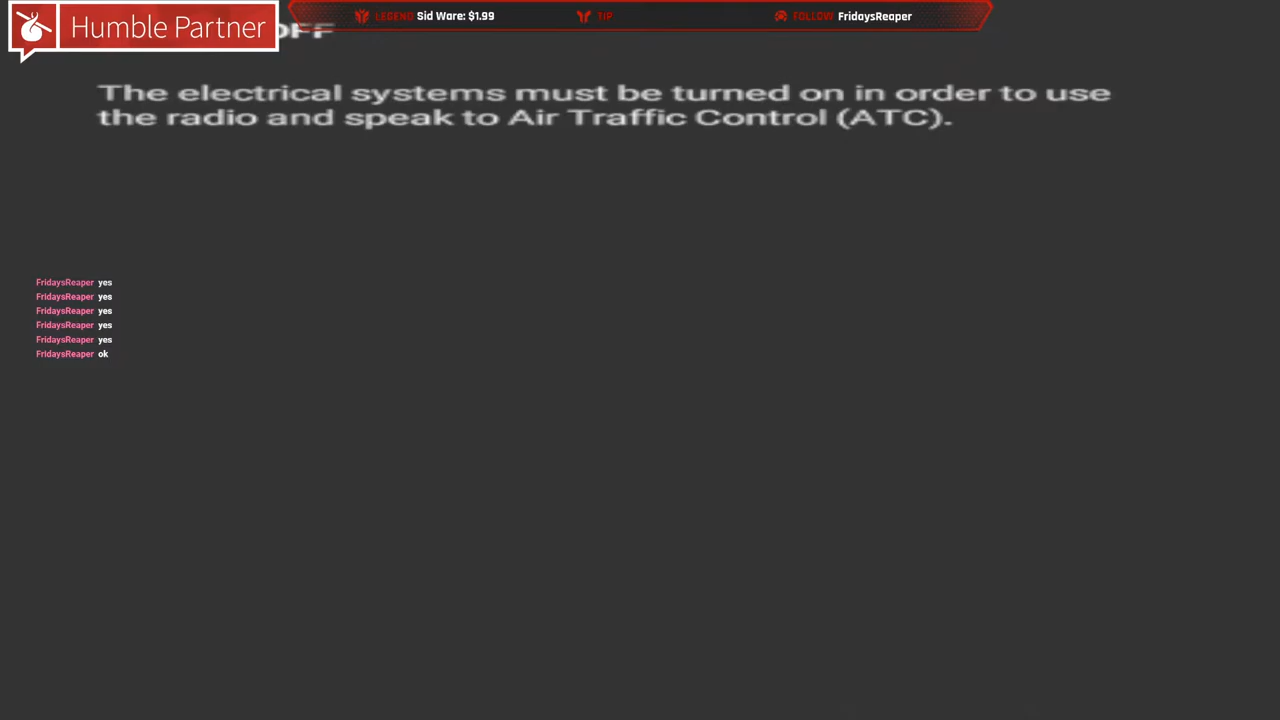 Humble Partner
LEGEND Sid Ware: $1.99
TIP
FOLLOW FridaysReaper
OFF
The electrical systems must be turned on in order to use
the radio and speak to Air Traffic Control (ATC).
FridaysReaper yes
FridaysReaper yes
FridaysReaper yes
FridaysReaper yes
FridaysReaper yes
FridaysReaper ok